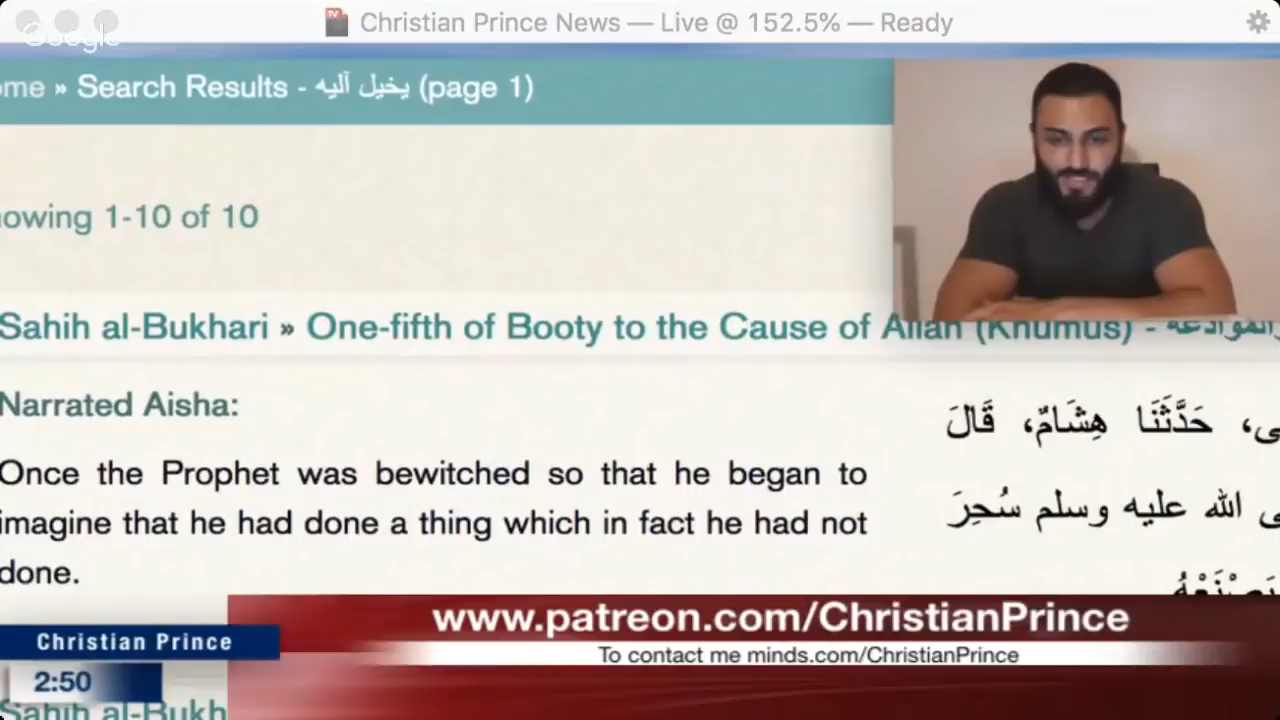 Christian Prince News — Live @ 152.5% — Ready
Google
ome » Search Results - يخيل آليه (page 1)
owing 1-10 of 10
Sahih al-Bukhari » One-fifth of Booty to the Cause of Allah (Khumus) -
Narrated Aisha:
Once the Prophet was bewitched so that he began to
imagine that he had done a thing which in fact he had not
done.
ى، حَدَّثَنَا هِشَامٌ، قَالَ
ى الله عليه وسلم سُحِرَ
www.patreon.com/ChristianPrince
Christian Prince
To contact me minds.com/ChristianPrince
2:50
Sahih al-Bukh